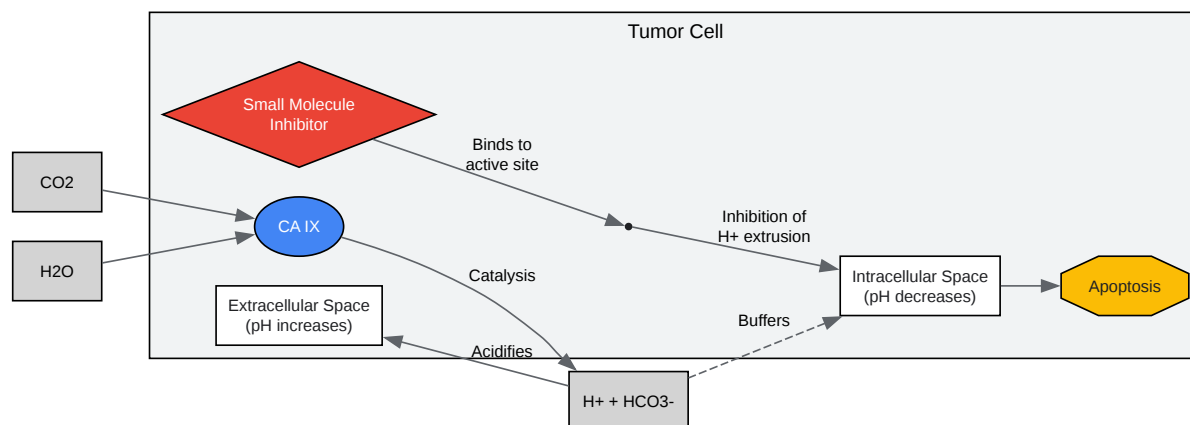 Tumor Cell
Small Molecule
Inhibitor
Binds to
active site
CO2
CA IX
Inhibition of
H+ extrusion
H2O
Catalysis
Intracellular Space
(pH decreases)
Apoptosis
Extracellular Space
(pH increases)
Buffers
Acidifies
H+ + HCO3-